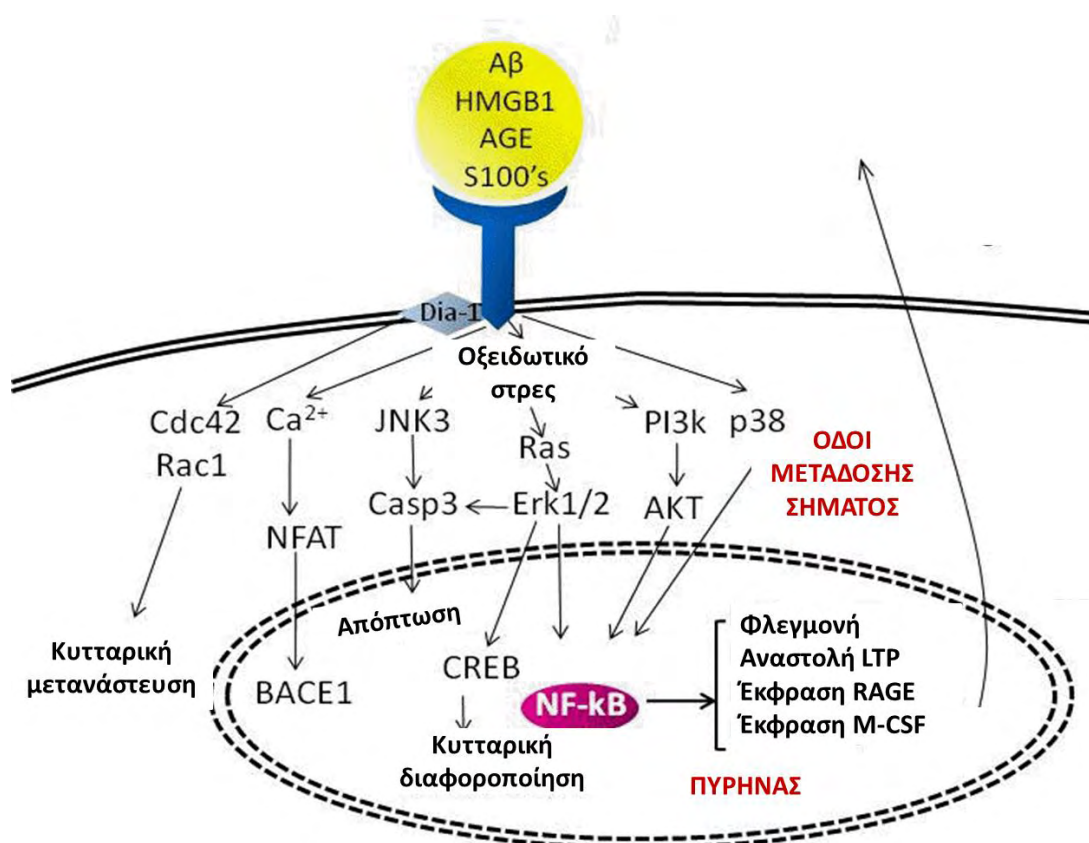 Aβ
HMGB1
AGE
S100’s
Dia-1
Οξειδωτικό
στρες
Cdc42
Rac1
Ca²⁺
JNK3
Ras
PI3k
p38
ΟΔΟΙ
ΜΕΤΑΔΟΣΗΣ
ΣΗΜΑΤΟΣ
NFAT
Casp3
Erk1/2
AKT
Κυτταρική
μετανάστευση
Απόπτωση
BACE1
CREB
NF-kB
Κυτταρική
διαφοροποίηση
Φλεγμονή
Αναστολή LTP
Έκφραση RAGE
Έκφραση M-CSF
ΠΥΡΗΝΑΣ